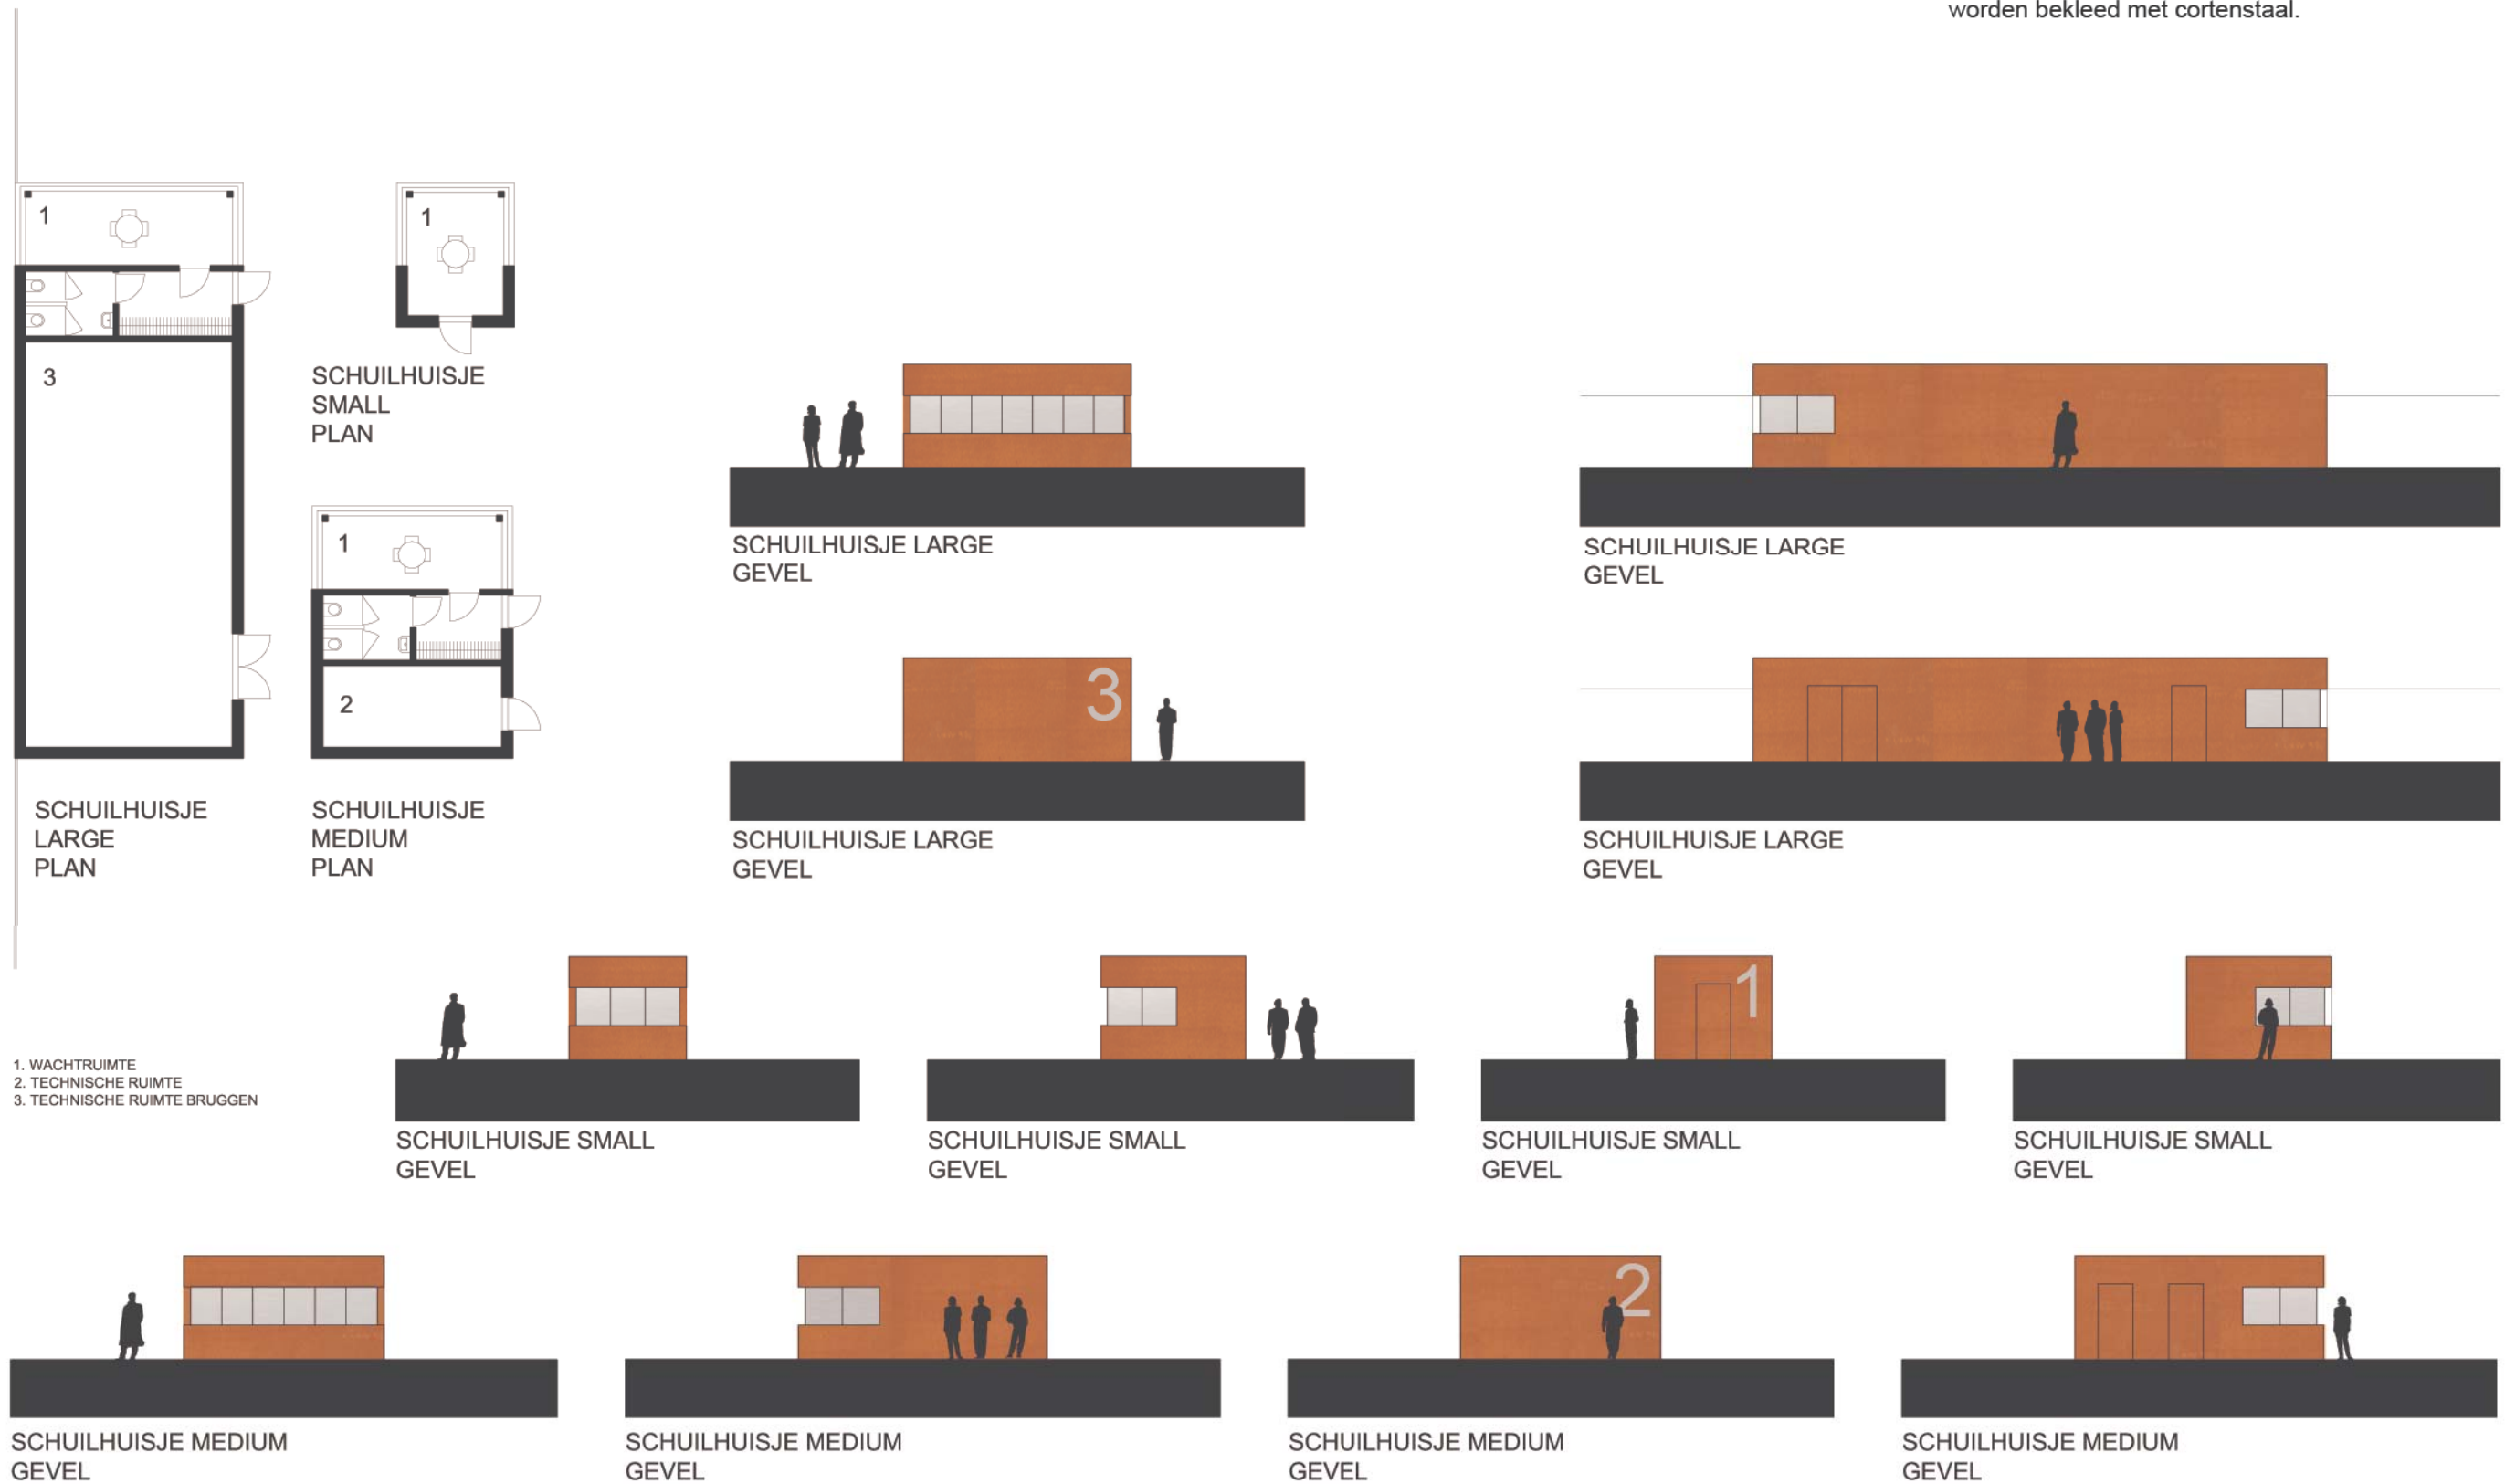 worden bekleed met cortenstaal.
1
1
3
SCHUILHUISJE
SMALL
PLAN
1
2
SCHUILHUISJE
LARGE
PLAN
SCHUILHUISJE
MEDIUM
PLAN
SCHUILHUISJE LARGE
GEVEL
SCHUILHUISJE LARGE
GEVEL
3
SCHUILHUISJE LARGE
GEVEL
SCHUILHUISJE LARGE
GEVEL
1. WACHTRUIMTE
2. TECHNISCHE RUIMTE
3. TECHNISCHE RUIMTE BRUGGEN
SCHUILHUISJE SMALL
GEVEL
SCHUILHUISJE SMALL
GEVEL
1
SCHUILHUISJE SMALL
GEVEL
SCHUILHUISJE SMALL
GEVEL
SCHUILHUISJE MEDIUM
GEVEL
SCHUILHUISJE MEDIUM
GEVEL
2
SCHUILHUISJE MEDIUM
GEVEL
SCHUILHUISJE MEDIUM
GEVEL